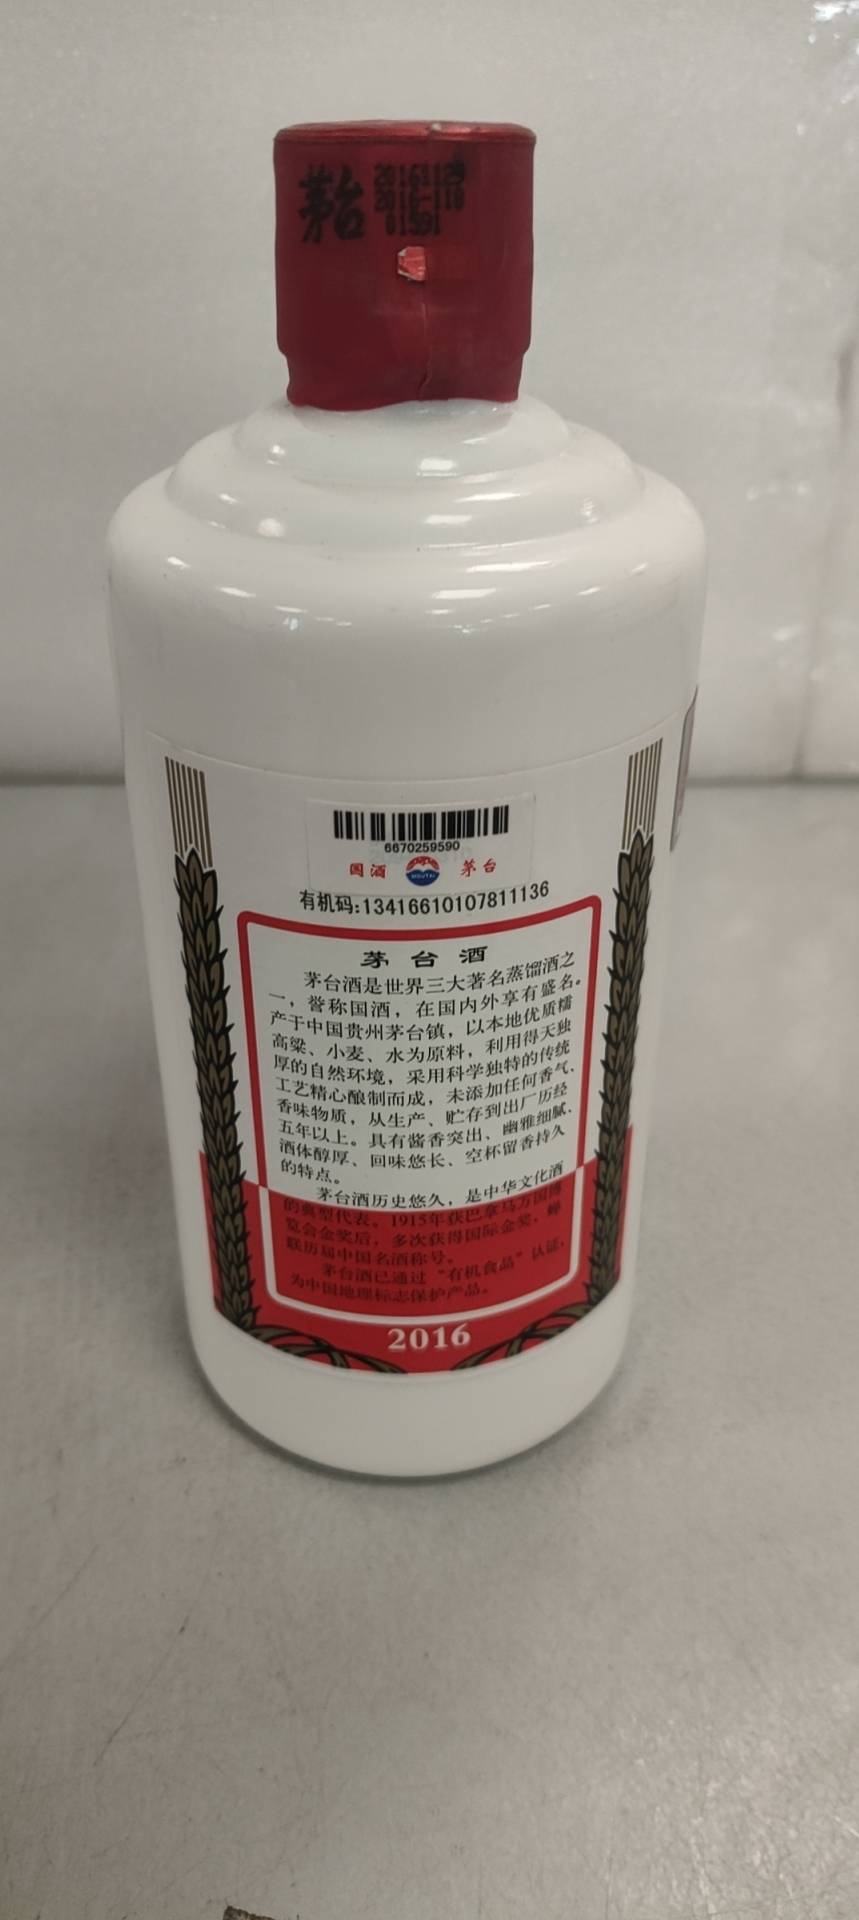 茅台
01591
6670259590
国酒 MOUTAI 茅台
有机码:13416610107811136
茅台酒
茅台酒是世界三大著名蒸馏酒之
一，誉称国酒，在国内外享有盛名。
产于中国贵州茅台镇，以本地优质糯
高粱、小麦、水为原料，利用得天独
厚的自然环境，采用科学独特的传统
工艺精心酿制而成，未添加任何香气、
香味物质，从生产、贮存到出厂历经
五年以上。具有酱香突出、幽雅细腻、
酒体醇厚、回味悠长、空杯留香持久
的特点。
茅台酒历史悠久，是中华文化酒
的典型代表。1915年获巴拿马万国博
览会金奖后，多次获得国际金奖，蝉
联历届中国名酒称号。
茅台酒已通过“有机食品”认证，
为中国地理标志保护产品。
2016